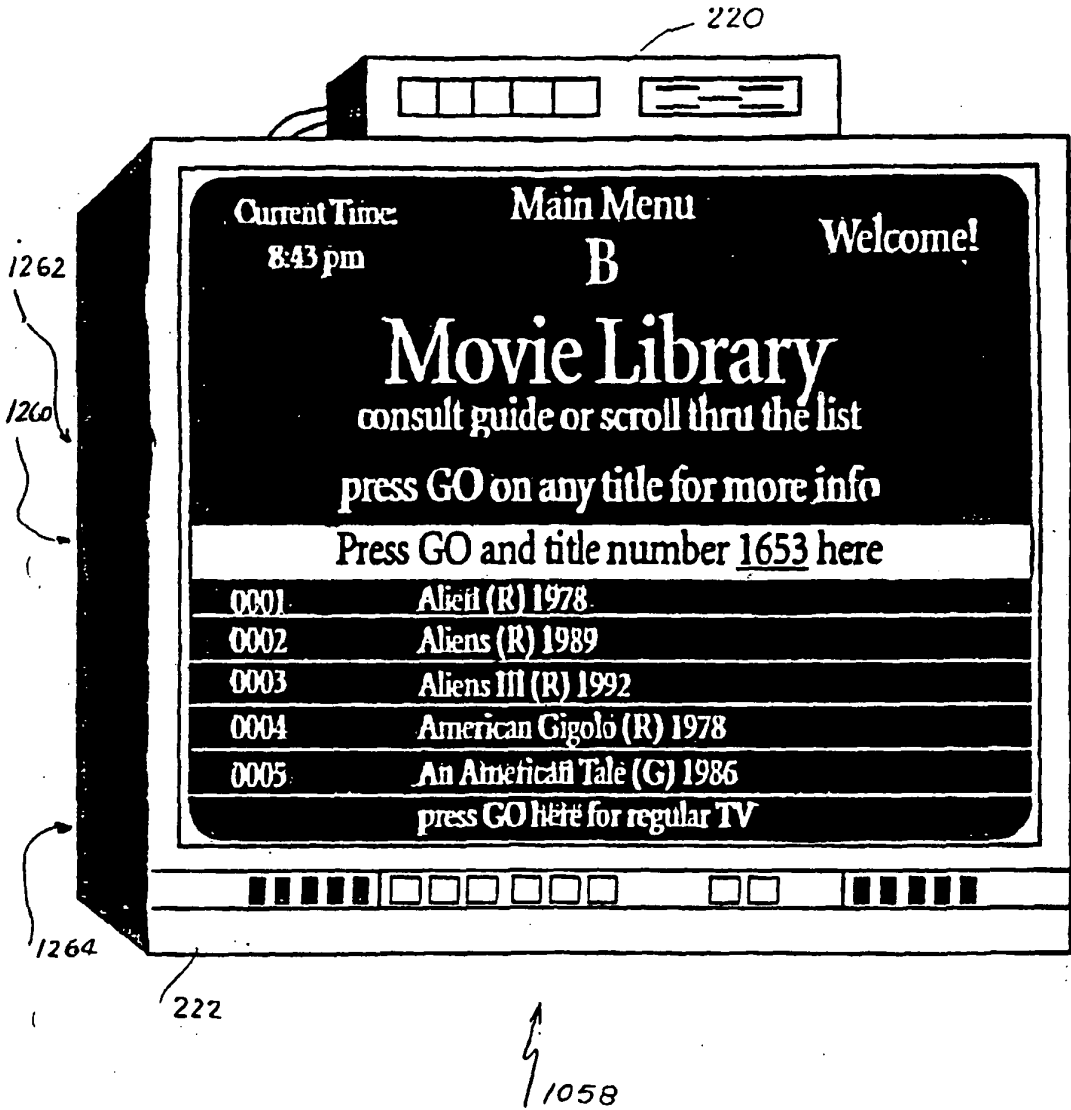 220
Current Time:
8:43 pm
Main Menu
B
Welcome!
Movie Library
consult guide or scroll thru the list
press GO on any title for more info
Press GO and title number 1653 here
0001 Alien (R) 1978
0002 Aliens (R) 1989
0003 Aliens III (R) 1992
0004 American Gigolo (R) 1978
0005 An American Tale (G) 1986
press GO here for regular TV
1262
1260
1264
222
1058